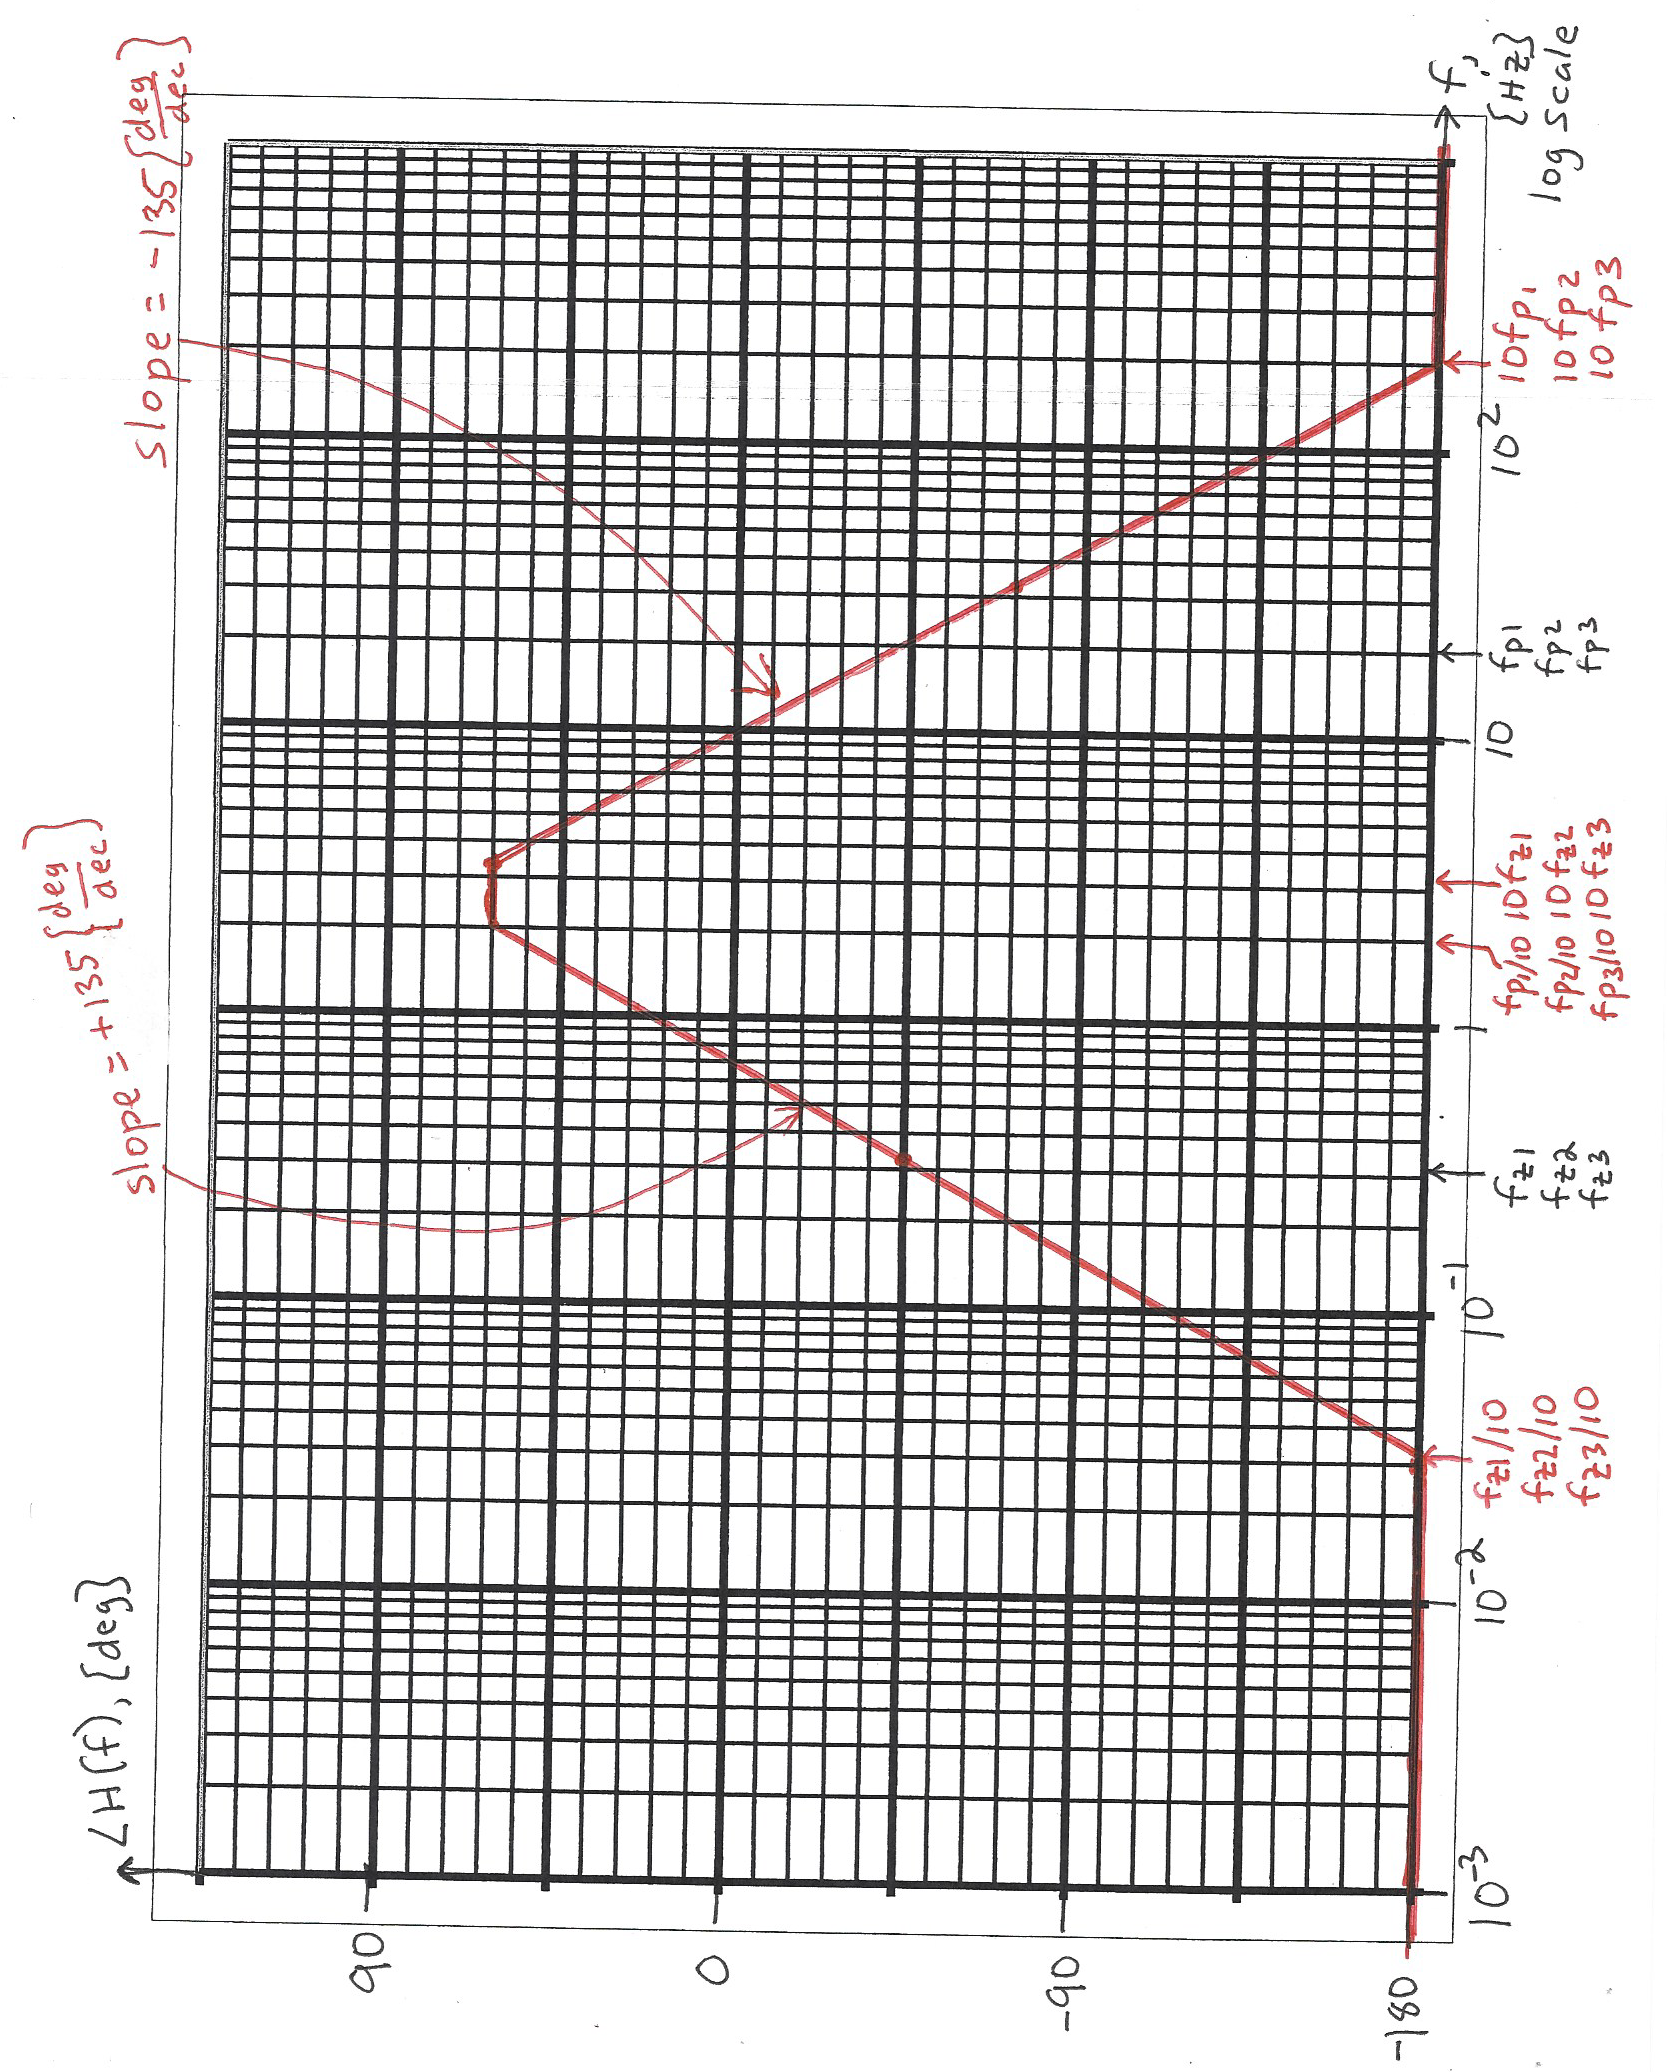 ∠H(f), [deg]
slope = +135 {deg/dec}
slope = -135 {deg/dec}
90
0
-90
-180
10⁻³
10⁻²
10⁻¹
1
10
10²
f, [Hz]
log scale
fz1/10
fz2/10
fz3/10
fz1
fz2
fz3
fp1/10 10fz1
fp2/10 10fz2
fp3/10 10fz3
fp1
fp2
fp3
10fp1
10fp2
10fp3